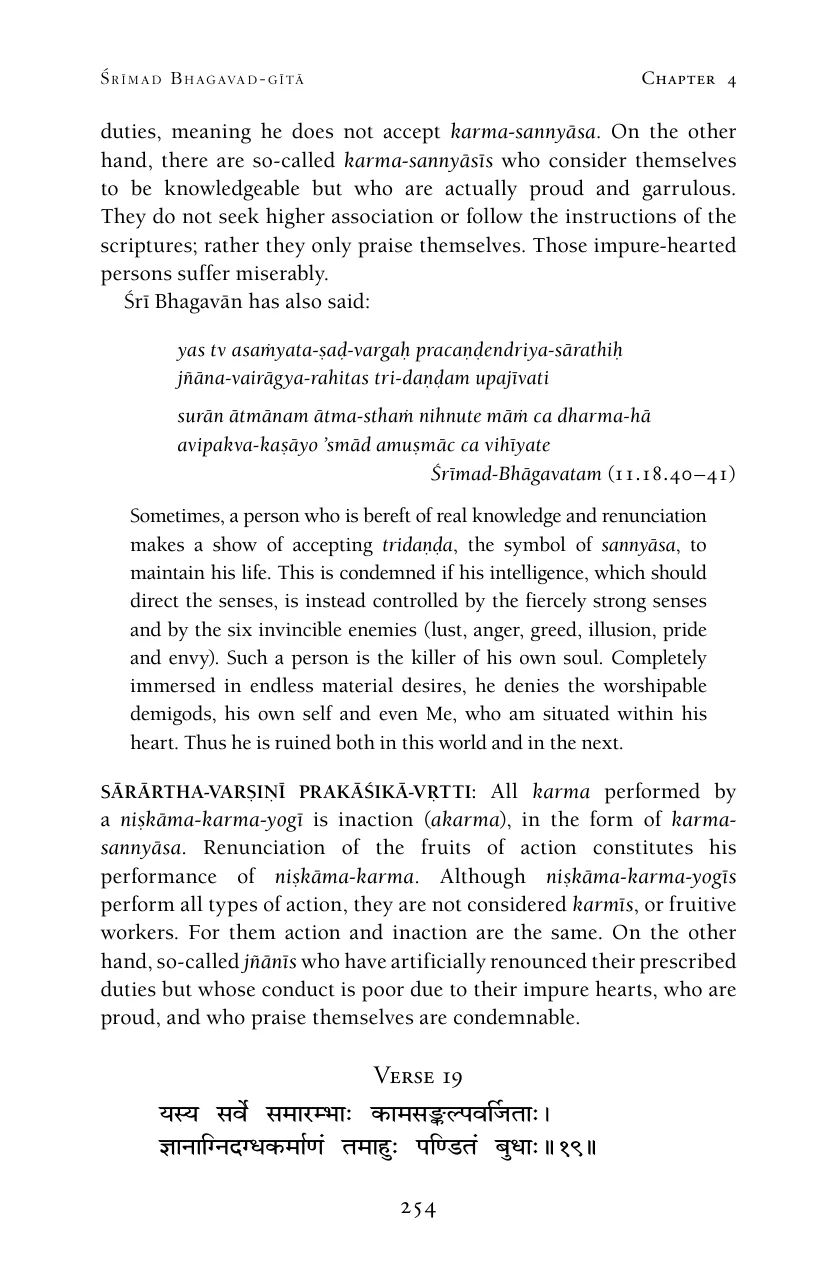 Śrīmad Bhagavad-gītā Chapter 4
duties, meaning he does not accept karma-sannyāsa. On the other
hand, there are so-called karma-sannyāsīs who consider themselves
to be knowledgeable but who are actually proud and garrulous.
They do not seek higher association or follow the instructions of the
scriptures; rather they only praise themselves. Those impure-hearted
persons suffer miserably.
Śrī Bhagavān has also said:
yas tv asaṁyata-ṣaḍ-vargaḥ pracaṇḍendriya-sārathiḥ
jñāna-vairāgya-rahitas tri-daṇḍam upajīvati
surān ātmānam ātma-sthaṁ nihnute māṁ ca dharma-hā
avipakva-kaṣāyo ’smād amuṣmāc ca vihīyate
Śrīmad-Bhāgavatam (11.18.40–41)
Sometimes, a person who is bereft of real knowledge and renunciation
makes a show of accepting tridaṇḍa, the symbol of sannyāsa, to
maintain his life. This is condemned if his intelligence, which should
direct the senses, is instead controlled by the fiercely strong senses
and by the six invincible enemies (lust, anger, greed, illusion, pride
and envy). Such a person is the killer of his own soul. Completely
immersed in endless material desires, he denies the worshipable
demigods, his own self and even Me, who am situated within his
heart. Thus he is ruined both in this world and in the next.
SĀRĀRTHA-VARṢIṆĪ PRAKĀŚIKĀ-VṚTTI: All karma performed by
a niṣkāma-karma-yogī is inaction (akarma), in the form of karma-
sannyāsa. Renunciation of the fruits of action constitutes his
performance of niṣkāma-karma. Although niṣkāma-karma-yogīs
perform all types of action, they are not considered karmīs, or fruitive
workers. For them action and inaction are the same. On the other
hand, so-called jñānīs who have artificially renounced their prescribed
duties but whose conduct is poor due to their impure hearts, who are
proud, and who praise themselves are condemnable.
Verse 19
यस्य सर्वे समारम्भाः कामसङ्कल्पवर्जिताः।
ज्ञानाग्निदग्धकर्माणं तमाहुः पण्डितं बुधाः॥१९॥
254